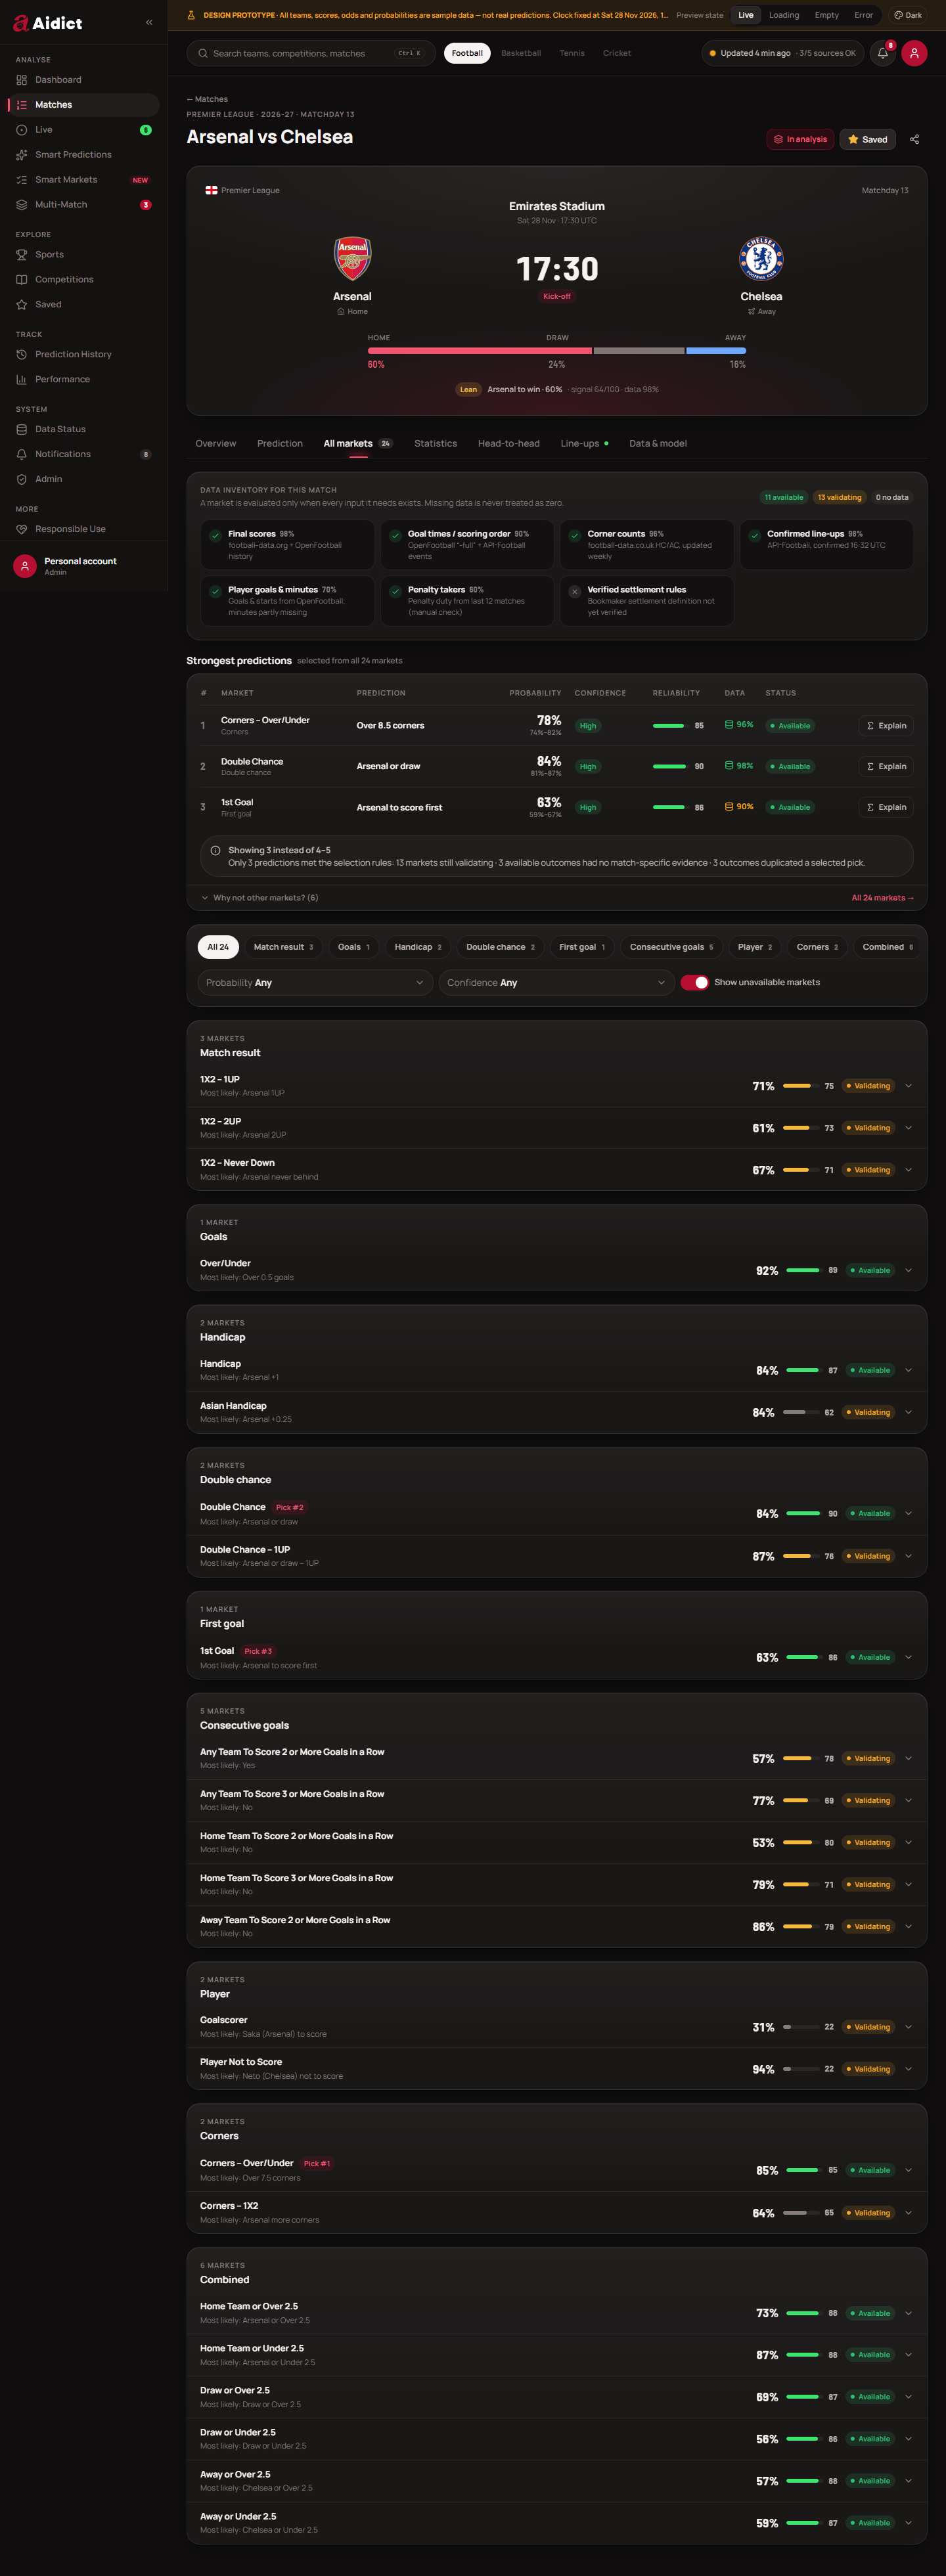 Aidict
ANALYSE
Dashboard
Matches
Live 6
Smart Predictions
Smart Markets NEW
Multi-Match 3
EXPLORE
Sports
Competitions
Saved
TRACK
Prediction History
Performance
SYSTEM
Data Status
Notifications 8
Admin
MORE
Responsible Use
Personal account
Admin
DESIGN PROTOTYPE · All teams, scores, odds and probabilities are sample data — not real predictions. Clock fixed at Sat 28 Nov 2026, 1…
Preview state Live Loading Empty Error Dark
Search teams, competitions, matches Ctrl K
Football Basketball Tennis Cricket
Updated 4 min ago · 3/5 sources OK
8
← Matches
PREMIER LEAGUE · 2026-27 · MATCHDAY 13
Arsenal vs Chelsea
In analysis Saved
Premier League Matchday 13
Emirates Stadium
Sat 28 Nov · 17:30 UTC
17:30
Kick-off
Arsenal
Home
Chelsea
Away
HOME DRAW AWAY
60% 24% 16%
Lean Arsenal to win · 60% · signal 64/100 · data 98%
Overview Prediction All markets 24 Statistics Head-to-head Line-ups Data & model
DATA INVENTORY FOR THIS MATCH
A market is evaluated only when every input it needs exists. Missing data is never treated as zero.
11 available 13 validating 0 no data
Final scores 98%
football-data.org + OpenFootball history
Goal times / scoring order 90%
OpenFootball "-full" + API-Football events
Corner counts 96%
football-data.co.uk HC/AC, updated weekly
Confirmed line-ups 98%
API-Football, confirmed 16:32 UTC
Player goals & minutes 70%
Goals & starts from OpenFootball; minutes partly missing
Penalty takers 60%
Penalty duty from last 12 matches (manual check)
Verified settlement rules
Bookmaker settlement definition not yet verified
Strongest predictions selected from all 24 markets
# MARKET PREDICTION PROBABILITY CONFIDENCE RELIABILITY DATA STATUS
1 Corners – Over/Under Over 8.5 corners 78% High 85 96% Available Explain
Corners 74%–82%
2 Double Chance Arsenal or draw 84% High 90 98% Available Explain
Double chance 81%–87%
3 1st Goal Arsenal to score first 63% High 86 90% Available Explain
First goal 59%–67%
Showing 3 instead of 4–5
Only 3 predictions met the selection rules: 13 markets still validating · 3 available outcomes had no match-specific evidence · 3 outcomes duplicated a selected pick.
Why not other markets? (6) All 24 markets →
All 24 Match result 3 Goals 1 Handicap 2 Double chance 2 First goal 1 Consecutive goals 5 Player 2 Corners 2 Combined 6
Probability Any Confidence Any Show unavailable markets
3 MARKETS
Match result
1X2 – 1UP 71% 75 Validating
Most likely: Arsenal 1UP
1X2 – 2UP 61% 73 Validating
Most likely: Arsenal 2UP
1X2 – Never Down 67% 71 Validating
Most likely: Arsenal never behind
1 MARKET
Goals
Over/Under 92% 89 Available
Most likely: Over 0.5 goals
2 MARKETS
Handicap
Handicap 84% 87 Available
Most likely: Arsenal +1
Asian Handicap 84% 62 Validating
Most likely: Arsenal +0.25
2 MARKETS
Double chance
Double Chance Pick #2 84% 90 Available
Most likely: Arsenal or draw
Double Chance – 1UP 87% 76 Validating
Most likely: Arsenal or draw – 1UP
1 MARKET
First goal
1st Goal Pick #3 63% 86 Available
Most likely: Arsenal to score first
5 MARKETS
Consecutive goals
Any Team To Score 2 or More Goals in a Row 57% 78 Validating
Most likely: Yes
Any Team To Score 3 or More Goals in a Row 77% 69 Validating
Most likely: No
Home Team To Score 2 or More Goals in a Row 53% 80 Validating
Most likely: No
Home Team To Score 3 or More Goals in a Row 79% 71 Validating
Most likely: No
Away Team To Score 2 or More Goals in a Row 86% 79 Validating
Most likely: No
2 MARKETS
Player
Goalscorer 31% 22 Validating
Most likely: Saka (Arsenal) to score
Player Not to Score 94% 22 Validating
Most likely: Neto (Chelsea) not to score
2 MARKETS
Corners
Corners – Over/Under Pick #1 85% 85 Available
Most likely: Over 7.5 corners
Corners – 1X2 64% 65 Validating
Most likely: Arsenal more corners
6 MARKETS
Combined
Home Team or Over 2.5 73% 88 Available
Most likely: Arsenal or Over 2.5
Home Team or Under 2.5 87% 88 Available
Most likely: Arsenal or Under 2.5
Draw or Over 2.5 69% 87 Available
Most likely: Draw or Over 2.5
Draw or Under 2.5 56% 86 Available
Most likely: Draw or Under 2.5
Away or Over 2.5 57% 88 Available
Most likely: Chelsea or Over 2.5
Away or Under 2.5 59% 87 Available
Most likely: Chelsea or Under 2.5